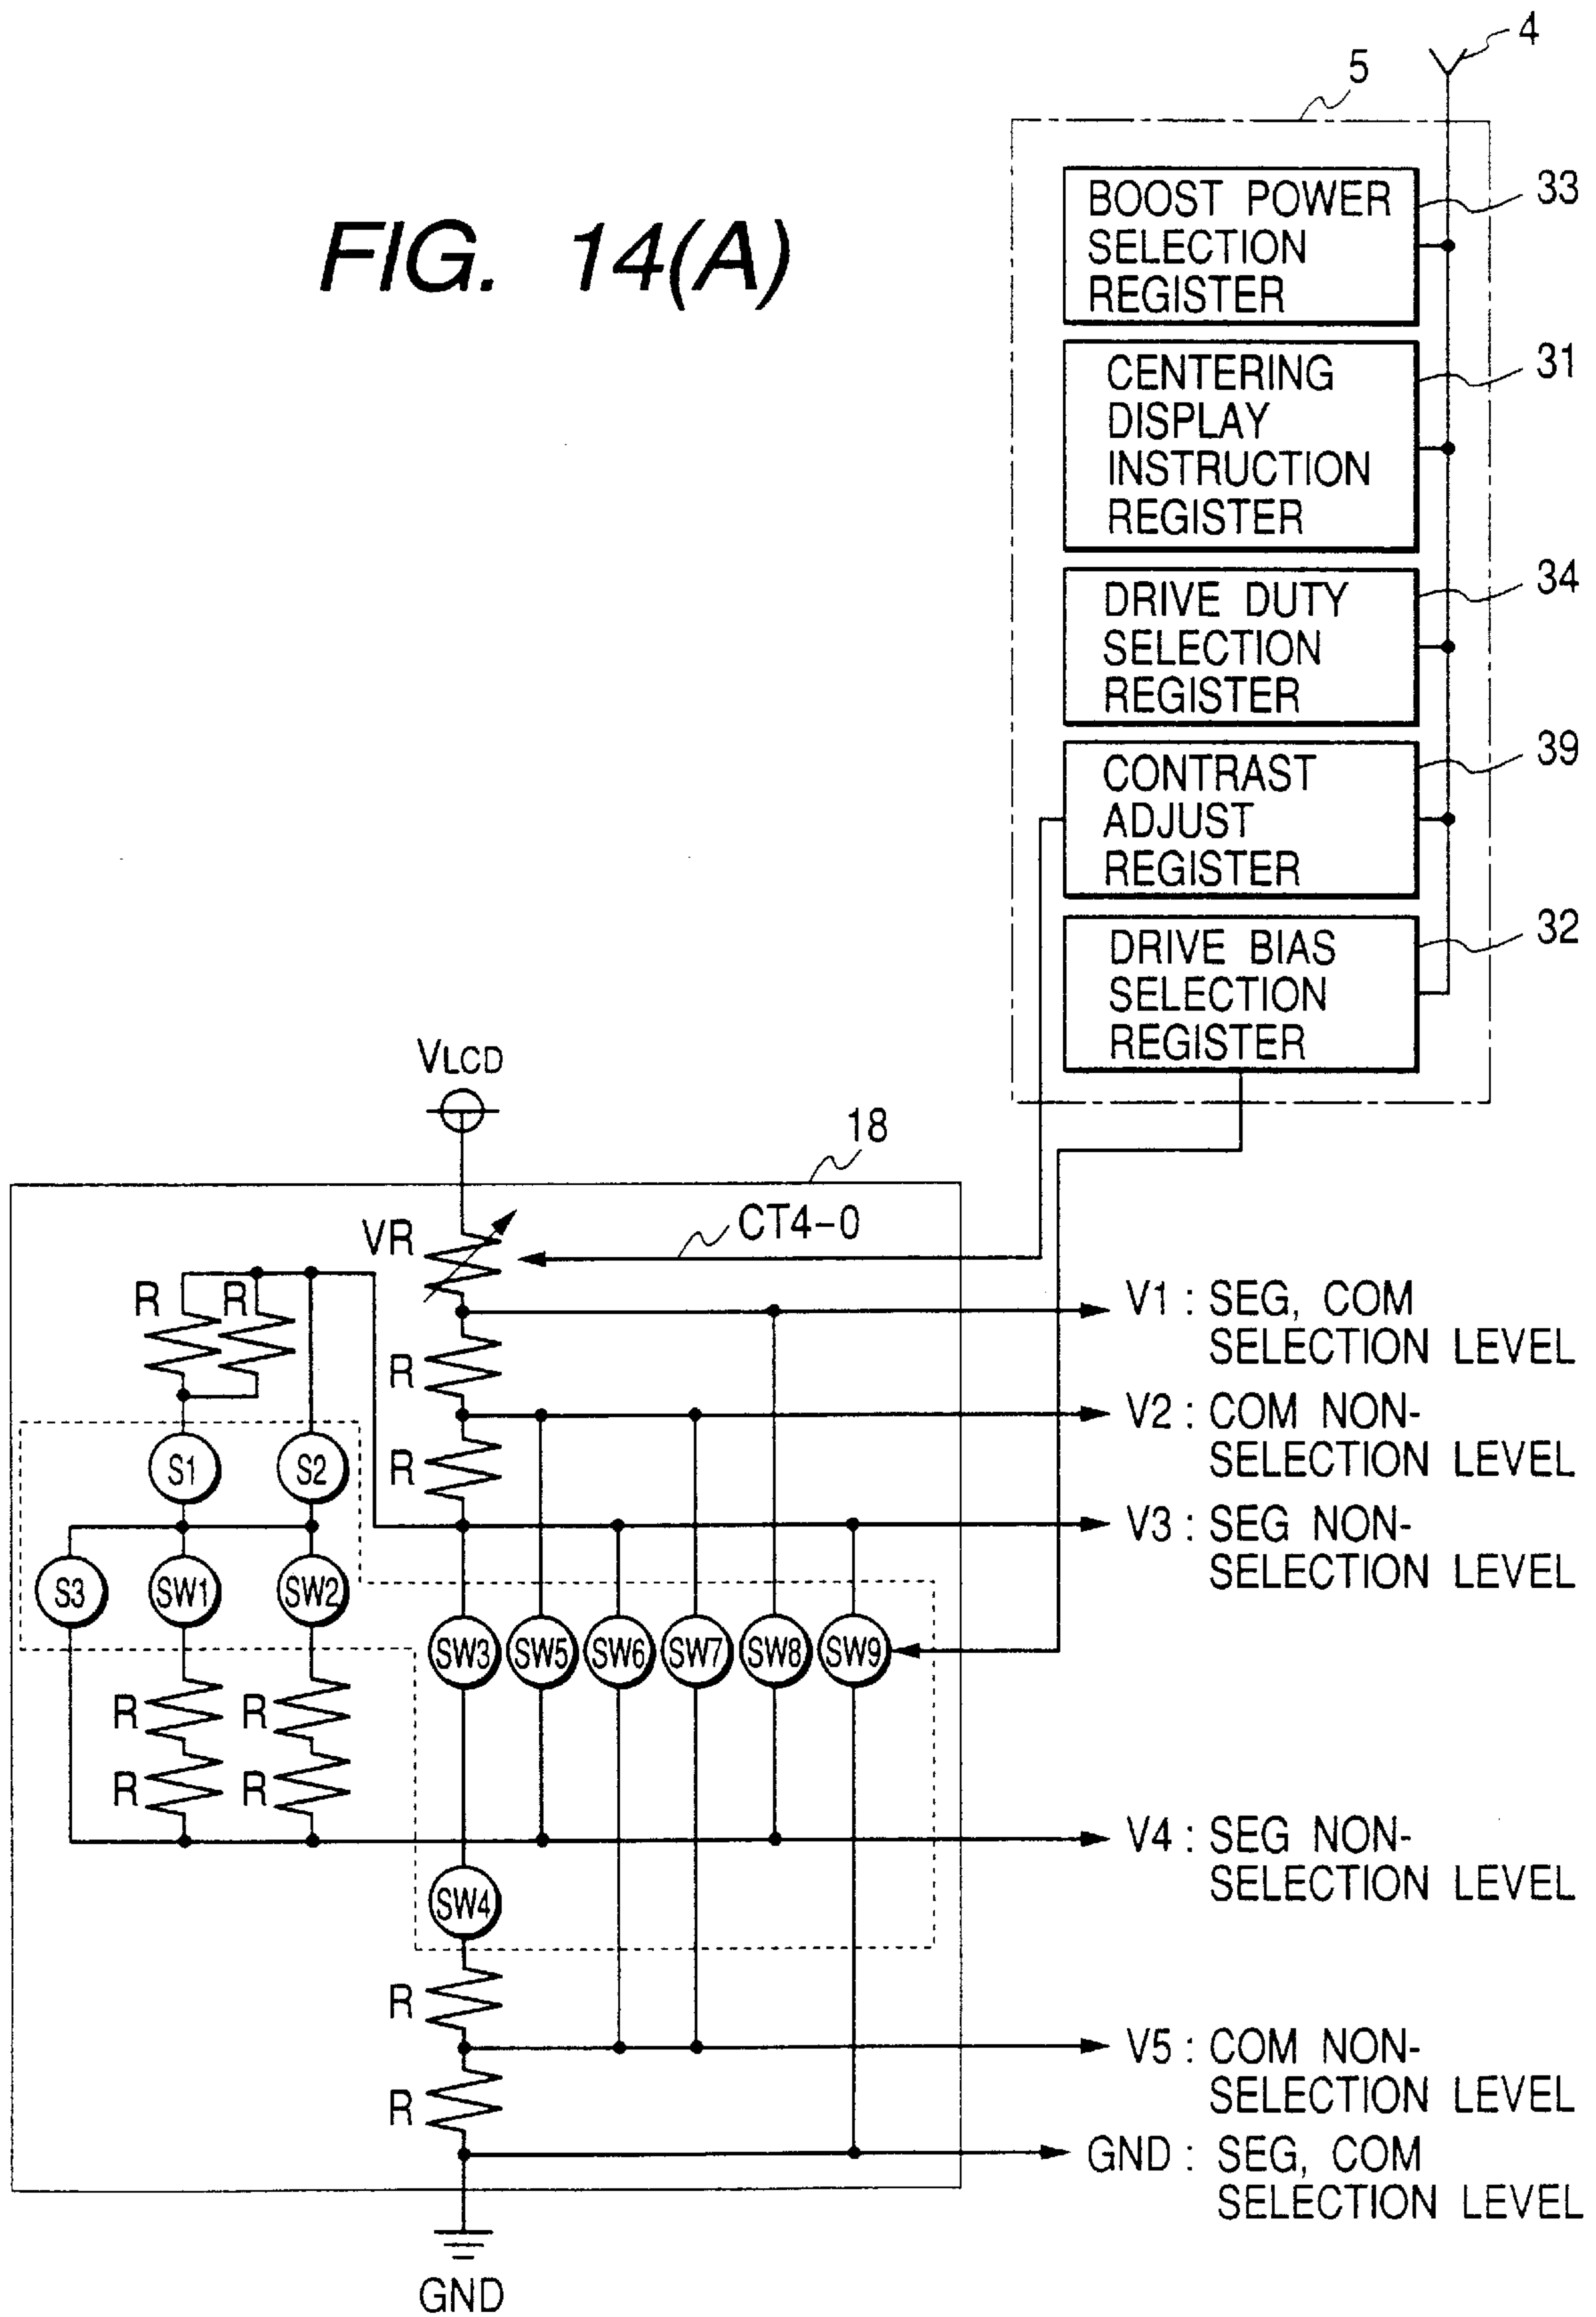 4
5
FIG. 14(A)
BOOST POWER
SELECTION
REGISTER
33
CENTERING
DISPLAY
INSTRUCTION
REGISTER
31
DRIVE DUTY
SELECTION
REGISTER
34
CONTRAST
ADJUST
REGISTER
39
DRIVE BIAS
SELECTION
REGISTER
32
VLCD
18
VR
CT4-0
R
R
R
R
V1 : SEG, COM
SELECTION LEVEL
V2 : COM NON-
SELECTION LEVEL
V3 : SEG NON-
SELECTION LEVEL
S1
S2
S3
SW1
SW2
SW3
SW5
SW6
SW7
SW8
SW9
R
R
R
R
V4 : SEG NON-
SELECTION LEVEL
SW4
R
R
V5 : COM NON-
SELECTION LEVEL
GND : SEG, COM
SELECTION LEVEL
GND